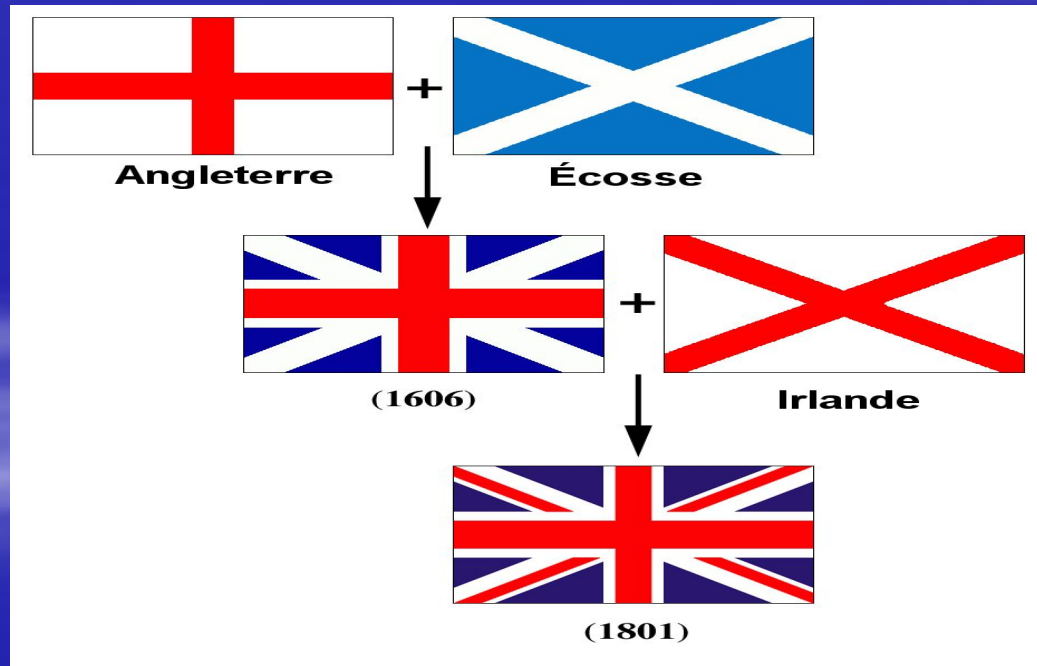 +
Angleterre
Écosse
+
(1606)
Irlande
(1801)